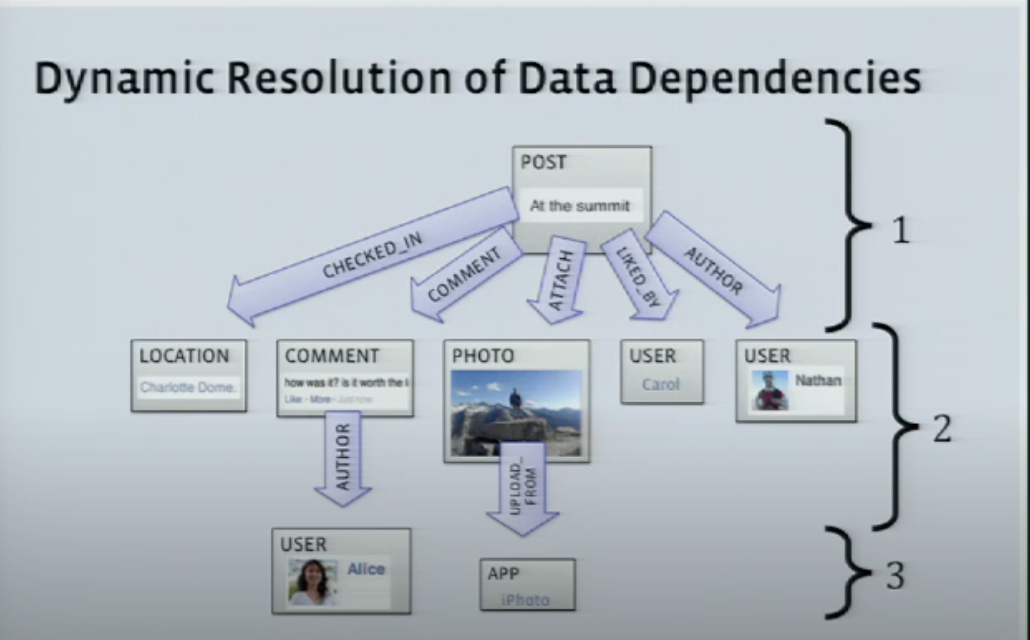 Dynamic Resolution of Data Dependencies
POST
At the summit
1
CHECKED_IN
COMMENT
ATTACH
LIKED_BY
AUTHOR
LOCATION
Charlotte Dome.
COMMENT
how was it? is it worth the
Like · More · Just now
PHOTO
USER
Carol
USER
Nathan
2
AUTHOR
UPLOAD_
FROM
USER
Alice
APP
iPhoto
3